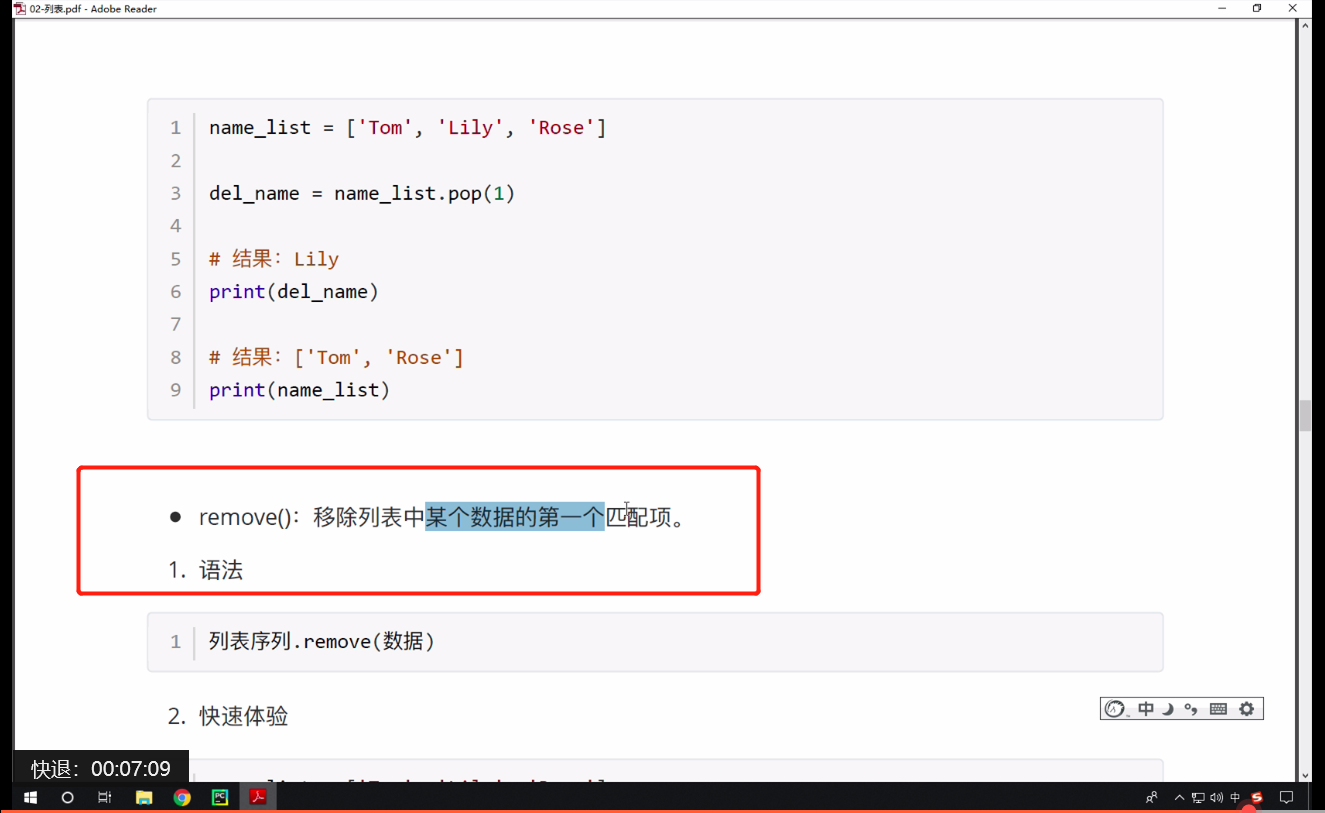 02-列表.pdf - Adobe Reader
1 name_list = ['Tom', 'Lily', 'Rose']
2
3 del_name = name_list.pop(1)
4
5 # 结果：Lily
6 print(del_name)
7
8 # 结果：['Tom', 'Rose']
9 print(name_list)
● remove()：移除列表中某个数据的第一个匹配项。
1. 语法
1 列表序列.remove(数据)
2. 快速体验
中
快退：00:07:09
中